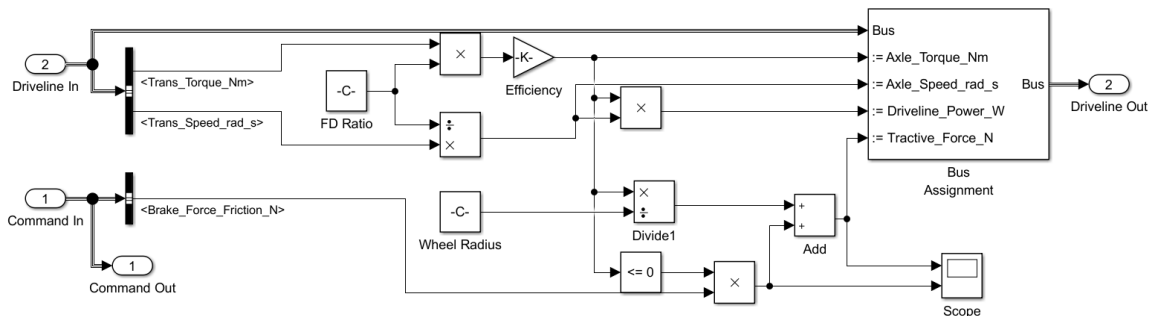 2
Driveline In
<Trans_Torque_Nm>
<Trans_Speed_rad_s>
-C-
FD Ratio
×
÷
×
-K-
Efficiency
×
Bus
:= Axle_Torque_Nm
:= Axle_Speed_rad_s
:= Driveline_Power_W
:= Tractive_Force_N
Bus
Bus
Assignment
2
Driveline Out
1
Command In
<Brake_Force_Friction_N>
1
Command Out
-C-
Wheel Radius
×
÷
Divide1
<= 0
×
+
+
Add
Scope